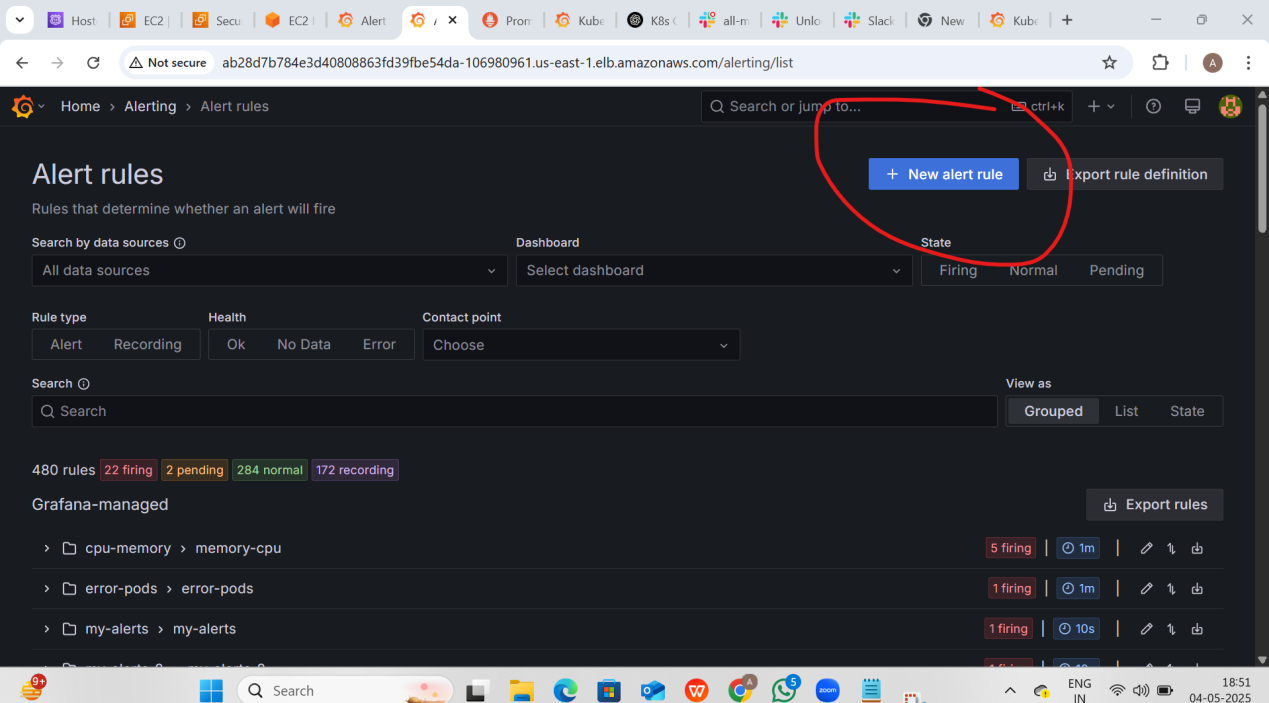 Host
EC2
Secu
EC2
Alert
A
Prom
Kube
K8s
all-n
Unlo
Slack
New
Kube
Not secure
ab28d7b784e3d40808863fd39fbe54da-106980961.us-east-1.elb.amazonaws.com/alerting/list
A
Home › Alerting › Alert rules
Search or jump to...
ctrl+k
Alert rules
+ New alert rule
Export rule definition
Rules that determine whether an alert will fire
Search by data sources
Dashboard
State
All data sources
Select dashboard
Firing Normal Pending
Rule type
Health
Contact point
Alert Recording
Ok No Data Error
Choose
Search
View as
Search
Grouped List State
480 rules 22 firing 2 pending 284 normal 172 recording
Grafana-managed
Export rules
cpu-memory › memory-cpu
5 firing | 1m
error-pods › error-pods
1 firing | 1m
my-alerts › my-alerts
1 firing | 10s
9+
Search
W
A
5
zoom
ENG
IN
18:51
04-05-2025